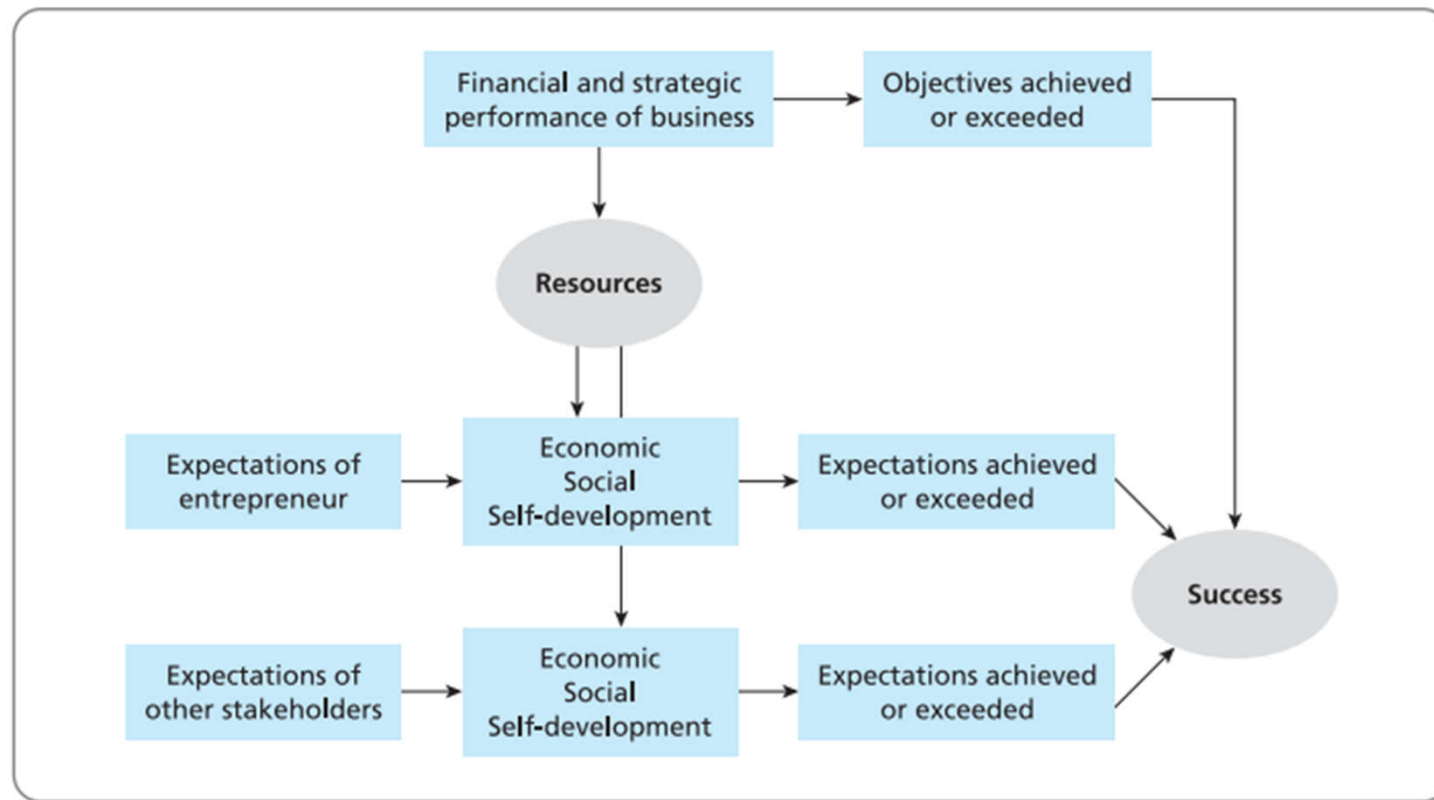 Financial and strategic
performance of business
Objectives achieved
or exceeded
Resources
Expectations of
entrepreneur
Economic
Social
Self-development
Expectations achieved
or exceeded
Success
Expectations of
other stakeholders
Economic
Social
Self-development
Expectations achieved
or exceeded